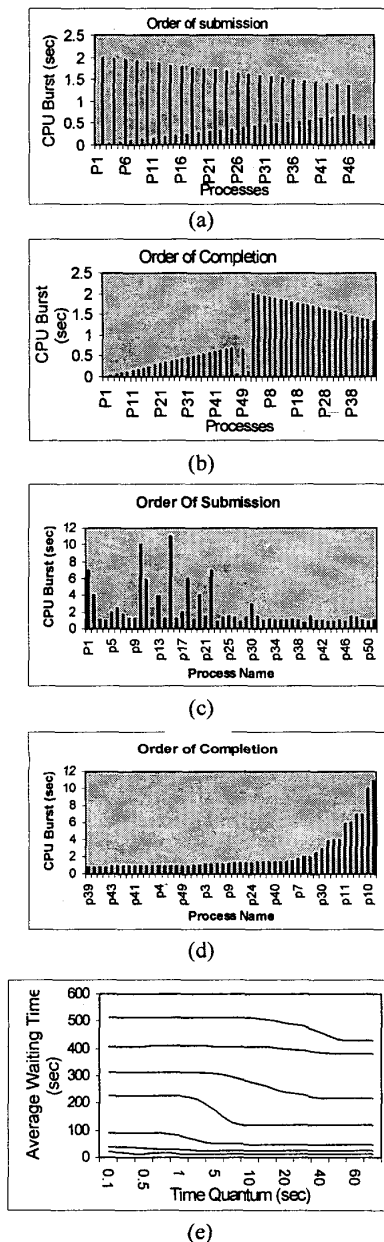 Order of submission
CPU Burst (sec)
2.5
2
1.5
1
0.5
0
P1
P6
P11
P16
P21
P26
P31
P36
P41
P46
Processes
(a)
Order of Completion
CPU Burst
(sec)
2.5
2
1.5
1
0.5
0
P1
P11
P21
P31
P41
P49
P8
P18
P28
P38
Processes
(b)
Order Of Submission
CPU Burst (sec)
12
10
8
6
4
2
0
P1
p5
p9
p13
p17
p21
p25
p30
p34
p38
p42
p46
p50
Process Name
(c)
Order of Completion
CPU Burst (sec)
12
10
8
6
4
2
0
p39
p43
p41
p4
p49
p3
p9
p24
p40
p7
p30
p11
p10
Process Name
(d)
Average Waiting Time
(sec)
600
500
400
300
200
100
0
0.1
0.5
1
5
10
20
40
60
Time Quantum (sec)
(e)